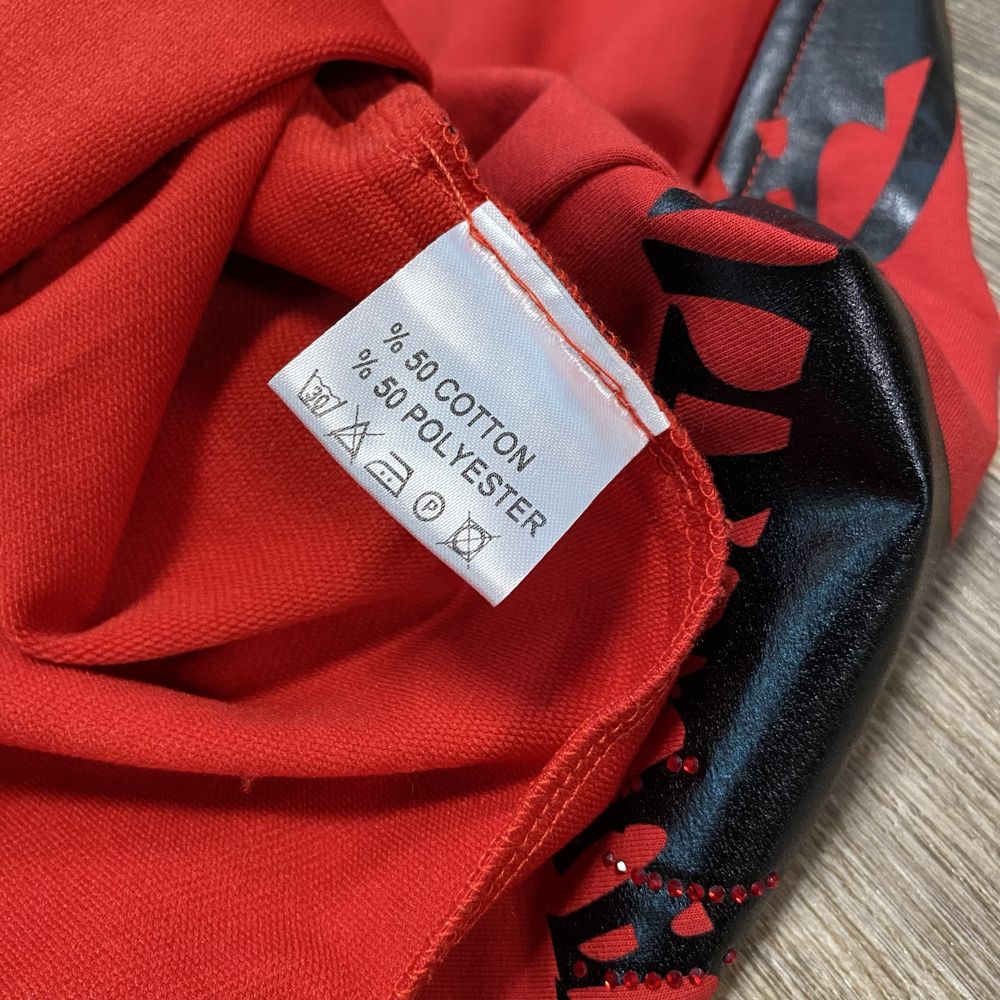 % 50 COTTON
% 50 POLYESTER
30
P